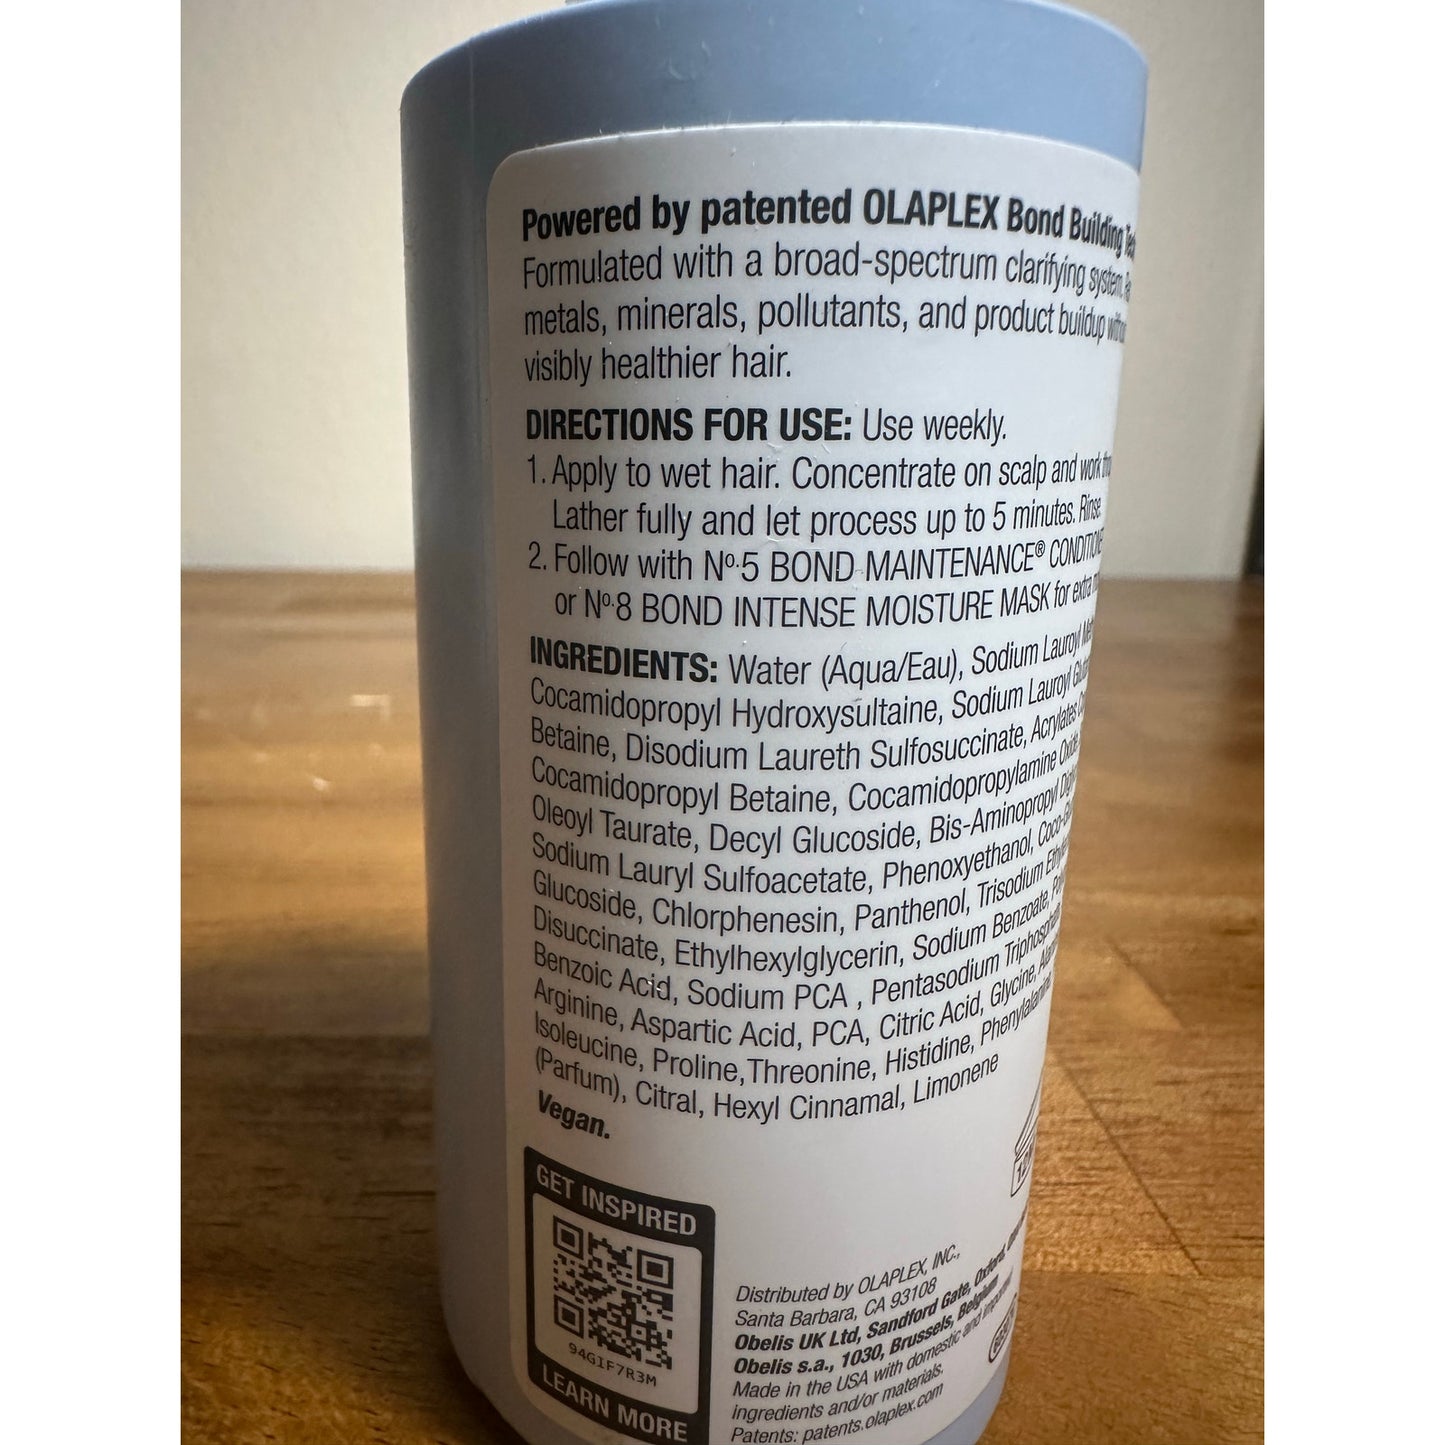 Powered by patented OLAPLEX Bond Building
Formulated with a broad-spectrum clarifying system.
metals, minerals, pollutants, and product buildup
visibly healthier hair.
DIRECTIONS FOR USE: Use weekly.
1. Apply to wet hair. Concentrate on scalp and work
Lather fully and let process up to 5 minutes. Rinse.
2. Follow with Nº.5 BOND MAINTENANCE® CONDITIONE
or Nº.8 BOND INTENSE MOISTURE MASK for extra
INGREDIENTS: Water (Aqua/Eau), Sodium Lauroyl
Cocamidopropyl Hydroxysultaine, Sodium Lauroyl
Betaine, Disodium Laureth Sulfosuccinate, Acrylates
Cocamidopropyl Betaine, Cocamidopropylamine Oxide,
Oleoyl Taurate, Decyl Glucoside, Bis-Aminopropyl
Sodium Lauryl Sulfoacetate, Phenoxyethanol,
Glucoside, Chlorphenesin, Panthenol, Trisodium
Disuccinate, Ethylhexylglycerin, Sodium Benzoate,
Benzoic Acid, Sodium PCA , Pentasodium Triphosphate,
Arginine, Aspartic Acid, PCA, Citric Acid, Glycine,
Isoleucine, Proline,Threonine, Histidine, Phenylalanine
(Parfum), Citral, Hexyl Cinnamal, Limonene
Vegan.
GET INSPIRED
94G1F7R3M
LEARN MORE
Distributed by OLAPLEX, INC.,
Santa Barbara, CA 93108
Obelis UK Ltd, Sandford Gate, Oxford,
Obelis s.a., 1030, Brussels, Belgium
Made in the USA with domestic and imported
ingredients and/or materials.
Patents: patents.olaplex.com